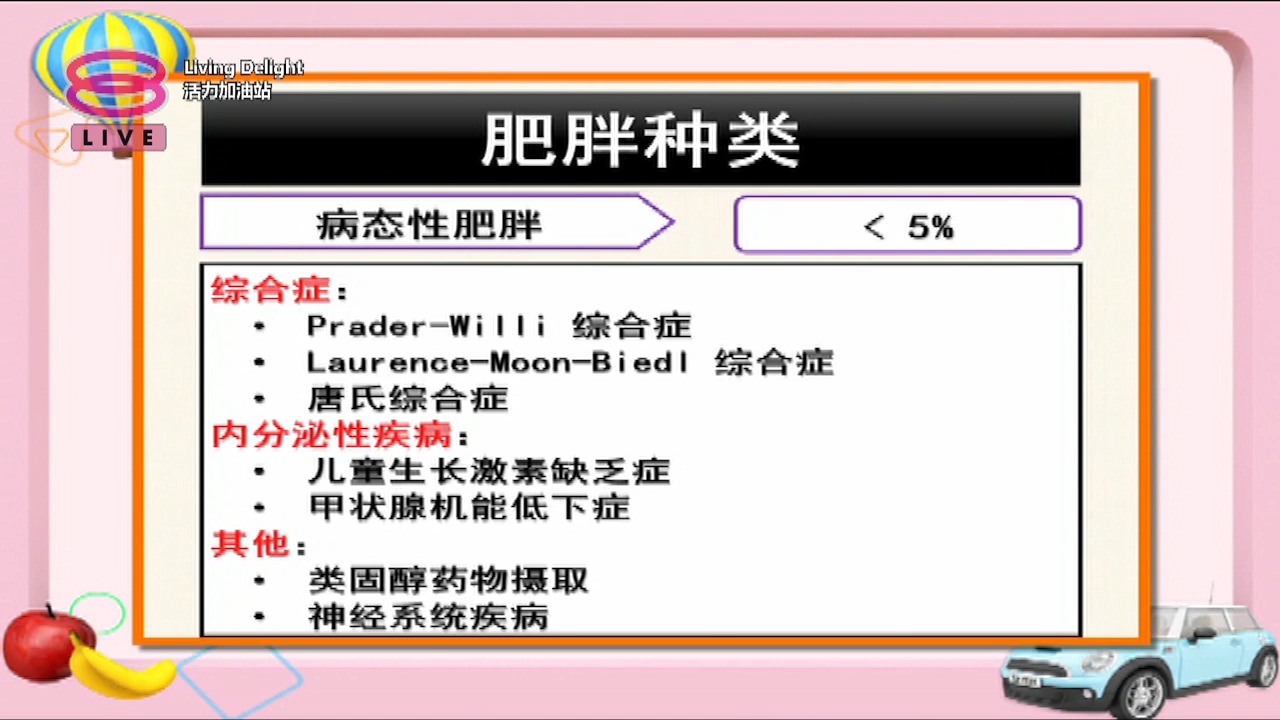 Living Delight
活力加油站
LIVE
肥胖种类
病态性肥胖
< 5%
综合症：
• Prader-Willi 综合症
• Laurence-Moon-Biedl 综合症
• 唐氏综合症
内分泌性疾病：
• 儿童生长激素缺乏症
• 甲状腺机能低下症
其他：
• 类固醇药物摄取
• 神经系统疾病